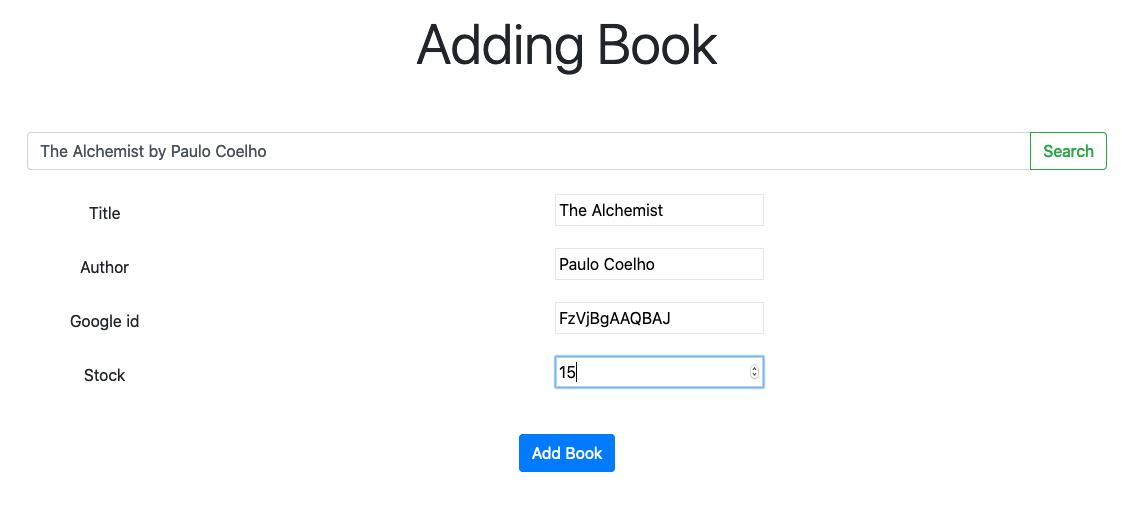 Adding Book
The Alchemist by Paulo Coelho Search
Title The Alchemist
Author Paulo Coelho
Google id FzVjBgAAQBAJ
Stock 15
Add Book